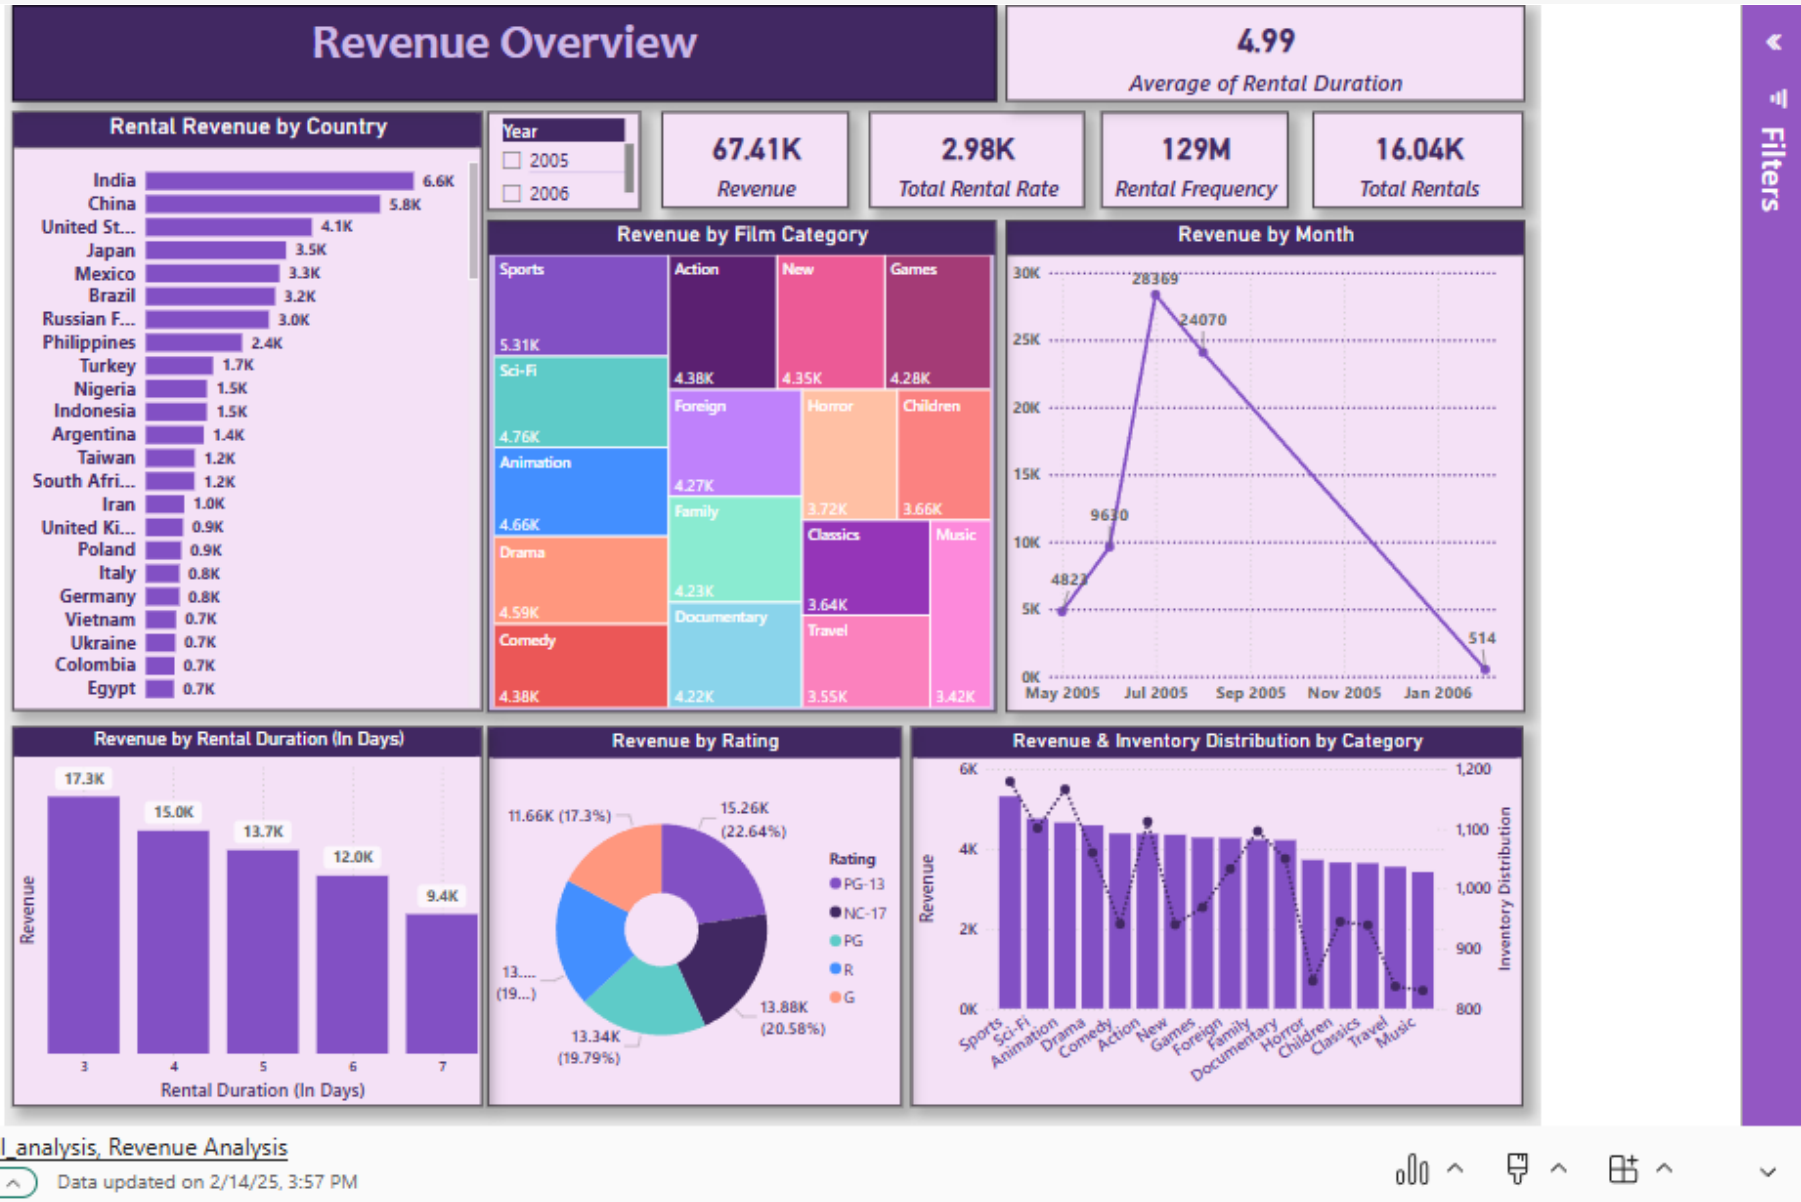 Revenue Overview
4.99
Average of Rental Duration
Filters
Rental Revenue by Country
India 6.6K
China 5.8K
United St... 4.1K
Japan 3.5K
Mexico 3.3K
Brazil 3.2K
Russian F... 3.0K
Philippines 2.4K
Turkey 1.7K
Nigeria 1.5K
Indonesia 1.5K
Argentina 1.4K
Taiwan 1.2K
South Afri... 1.2K
Iran 1.0K
United Ki... 0.9K
Poland 0.9K
Italy 0.8K
Germany 0.8K
Vietnam 0.7K
Ukraine 0.7K
Colombia 0.7K
Egypt 0.7K
Year
2005
2006
67.41K
Revenue
2.98K
Total Rental Rate
129M
Rental Frequency
16.04K
Total Rentals
Revenue by Film Category
Sports
5.31K
Sci-Fi
4.76K
Animation
4.66K
Drama
4.59K
Comedy
4.38K
Action
4.38K
New
4.35K
Games
4.28K
Foreign
4.27K
Family
4.23K
Documentary
4.22K
Horror
3.72K
Children
3.66K
Classics
3.64K
Travel
3.55K
Music
3.42K
Revenue by Month
30K
25K
20K
15K
10K
5K
0K
4823
9630
28369
24070
514
May 2005 Jul 2005 Sep 2005 Nov 2005 Jan 2006
Revenue by Rental Duration (In Days)
Revenue
17.3K
15.0K
13.7K
12.0K
9.4K
3 4 5 6 7
Rental Duration (In Days)
Revenue by Rating
11.66K (17.3%)
15.26K
(22.64%)
13....
(19...)
13.34K
(19.79%)
13.88K
(20.58%)
Rating
PG-13
NC-17
PG
R
G
Revenue & Inventory Distribution by Category
Revenue
6K
4K
2K
0K
1,200
1,100
1,000
900
800
Inventory Distribution
Sports
Sci-Fi
Animation
Drama
Comedy
Action
New
Games
Foreign
Family
Documentary
Horror
Children
Classics
Travel
Music
l_analysis, Revenue Analysis
Data updated on 2/14/25, 3:57 PM